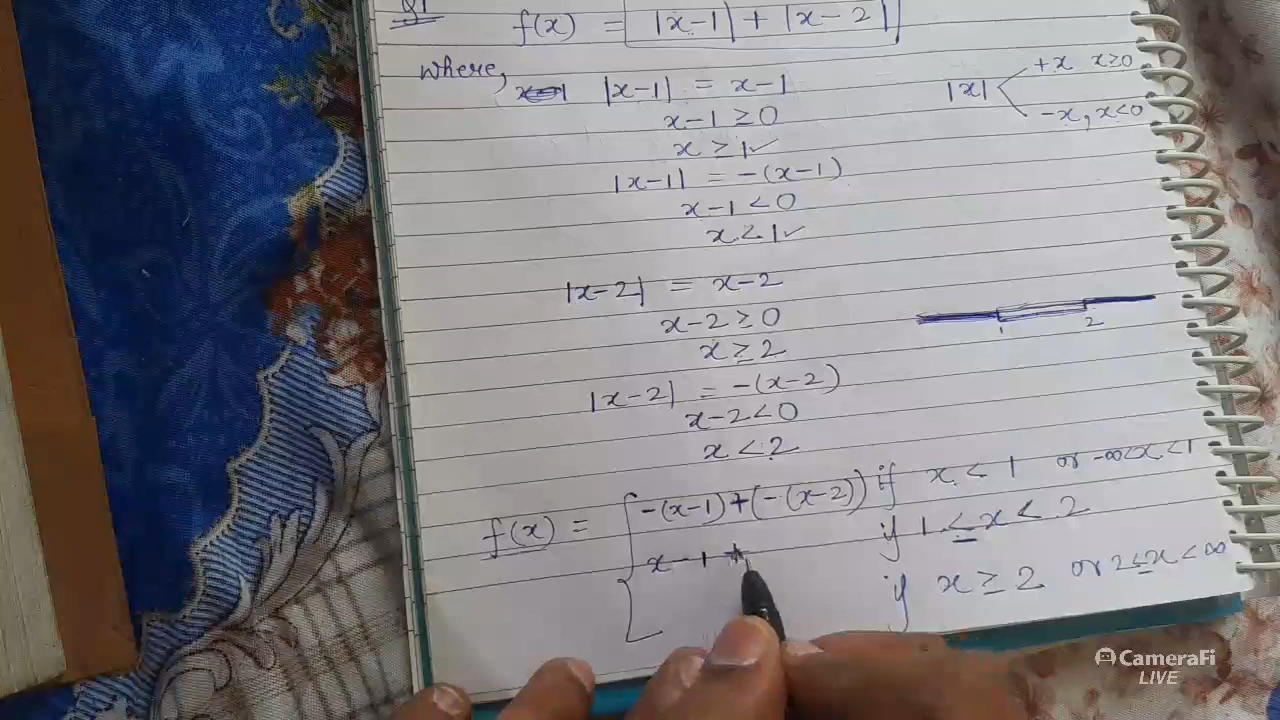 Q1
f(x) = |x-1| + |x-2|
where, |x-1| = x-1
x-1 ≥ 0
x ≥ 1 ✓
|x-1| = -(x-1)
x-1 < 0
x < 1 ✓
|x| +x x≥0
-x, x<0
|x-2| = x-2
x-2 ≥ 0
x ≥ 2
|x-2| = -(x-2)
x-2 < 0
x < 2
1 2
f(x) = { -(x-1)+(-(x-2)) if x < 1 or -∞<x<1
x-1 + if 1 ≤ x < 2
if x ≥ 2 or 2≤x<∞
CameraFi
LIVE